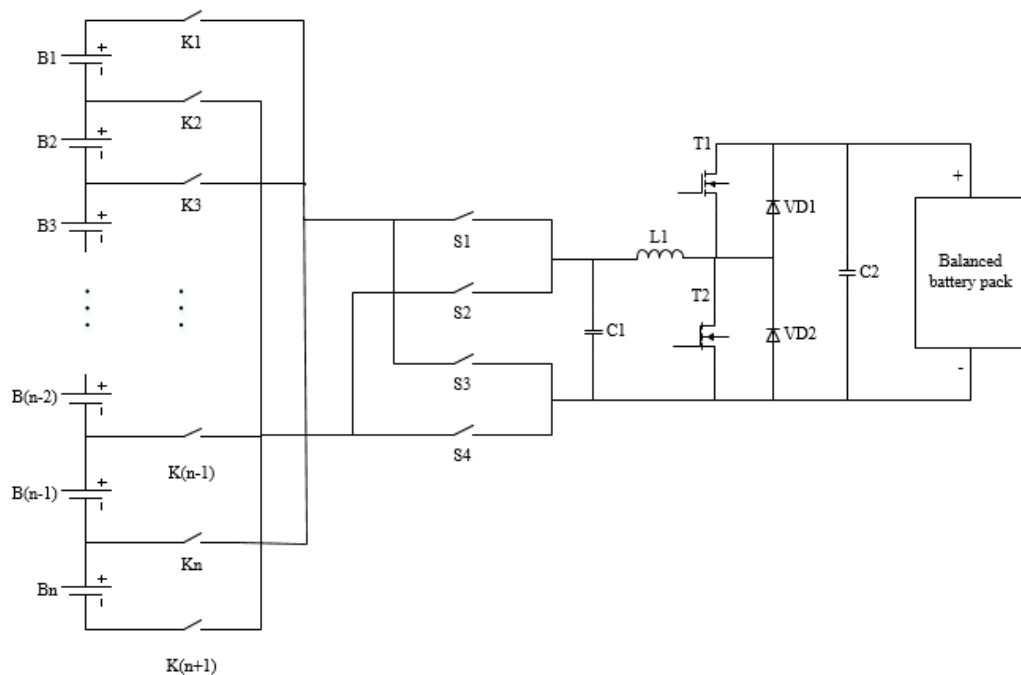 K1
B1
+
K2
B2
+
K3
B3
+
T1
+
S1
L1
VD1
Balanced
battery pack
C2
S2
T2
C1
VD2
S3
-
B(n-2)
+
S4
K(n-1)
B(n-1)
+
Kn
Bn
+
K(n+1)